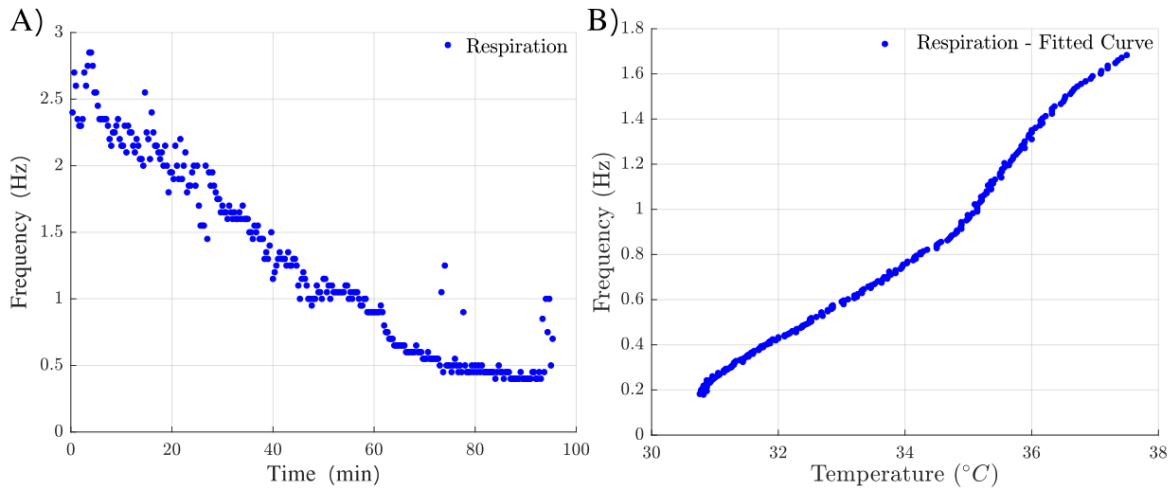 A)
3
2.5
2
1.5
1
0.5
0
Frequency (Hz)
Respiration
0 20 40 60 80 100
Time (min)
B)
1.8
1.6
1.4
1.2
1
0.8
0.6
0.4
0.2
0
Frequency (Hz)
Respiration - Fitted Curve
30 32 34 36 38
Temperature (°C)